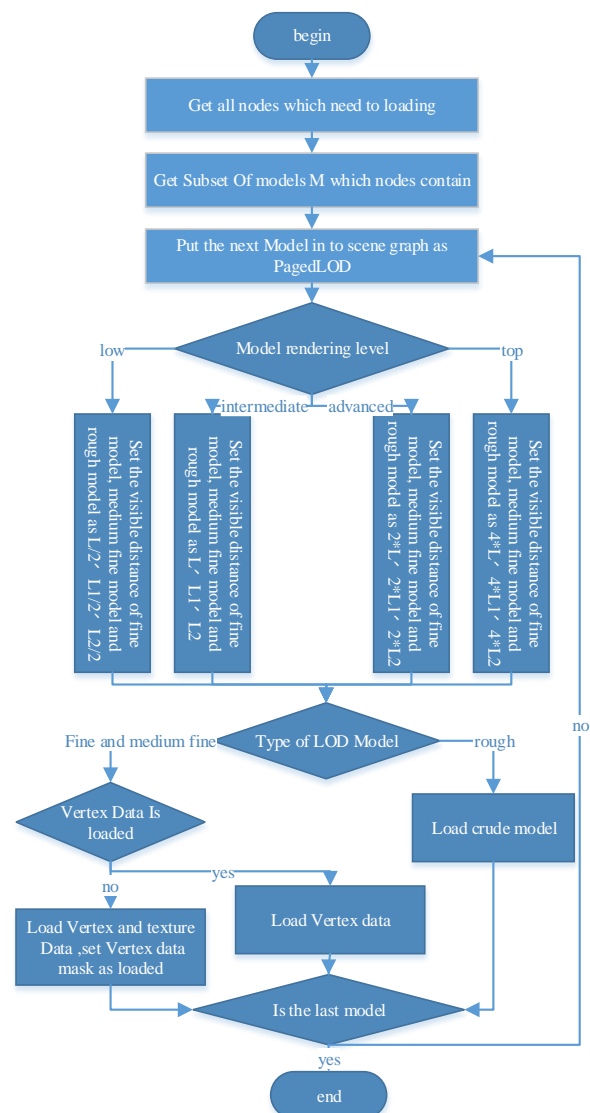 begin
Get all nodes which need to loading
Get Subset Of models M which nodes contain
Put the next Model in to scene graph as
PagedLOD
Model rendering level
low
top
intermediate
advanced
Set the visible distance of fine
model, medium fine model and
rough model as L/2、L1/2、L2/2
Set the visible distance of fine
model, medium fine model and
rough model as L、L1、L2
Set the visible distance of fine
model, medium fine model and
rough model as 2*L、2*L1、2*L2
Set the visible distance of fine
model, medium fine model and
rough model as 4*L、4*L1、4*L2
Type of LOD Model
Fine and medium fine
rough
no
Vertex Data Is
loaded
Load crude model
yes
no
Load Vertex data
Load Vertex and texture
Data ,set Vertex data
mask as loaded
Is the last model
yes
end